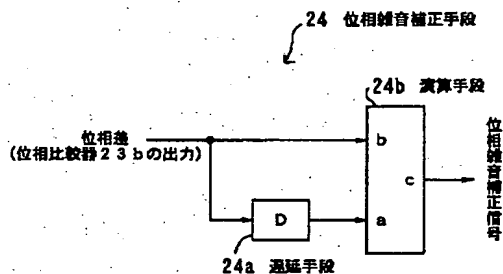 24 位相雑音補正手段
24b 演算手段
位相差
(位相比較器23bの出力)
b
c
a
D
24a 遅延手段
位相雑音補正信号